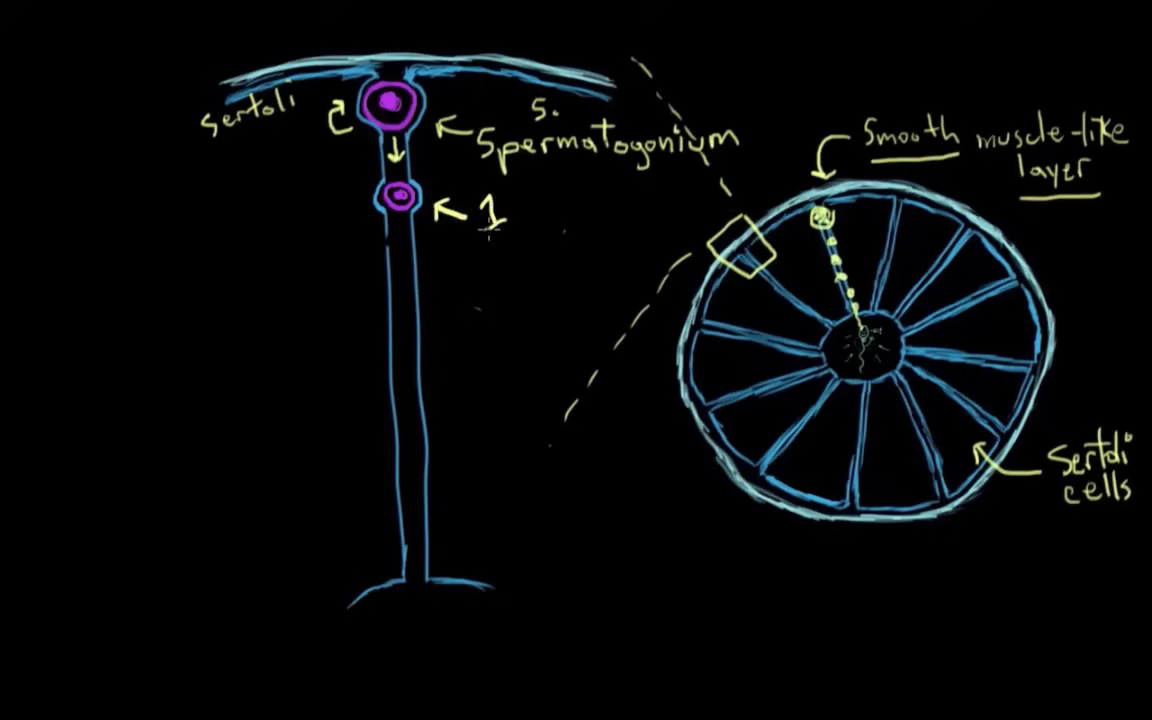 Sertoli
S.
Spermatogonium
1
Smooth muscle-like
layer
Sertoli
cells